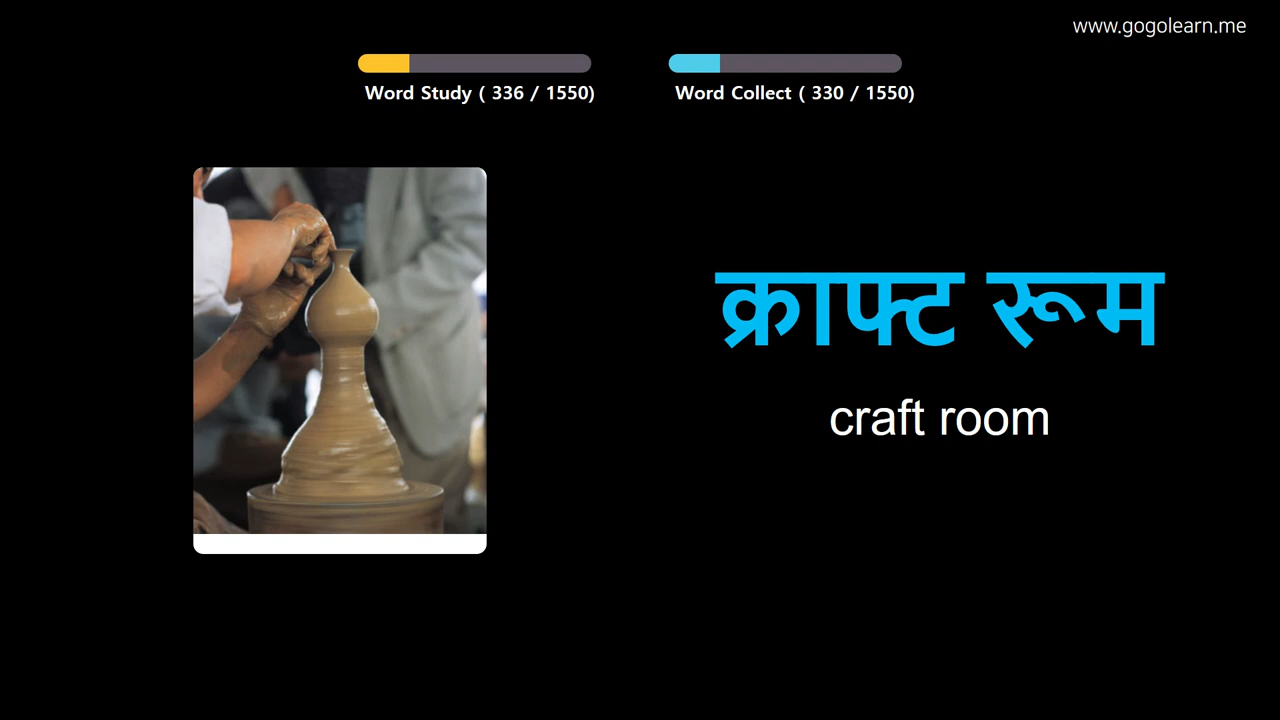 www.gogolearn.me
Word Study ( 336 / 1550)
Word Collect ( 330 / 1550)
क्राफ्ट रूम
craft room